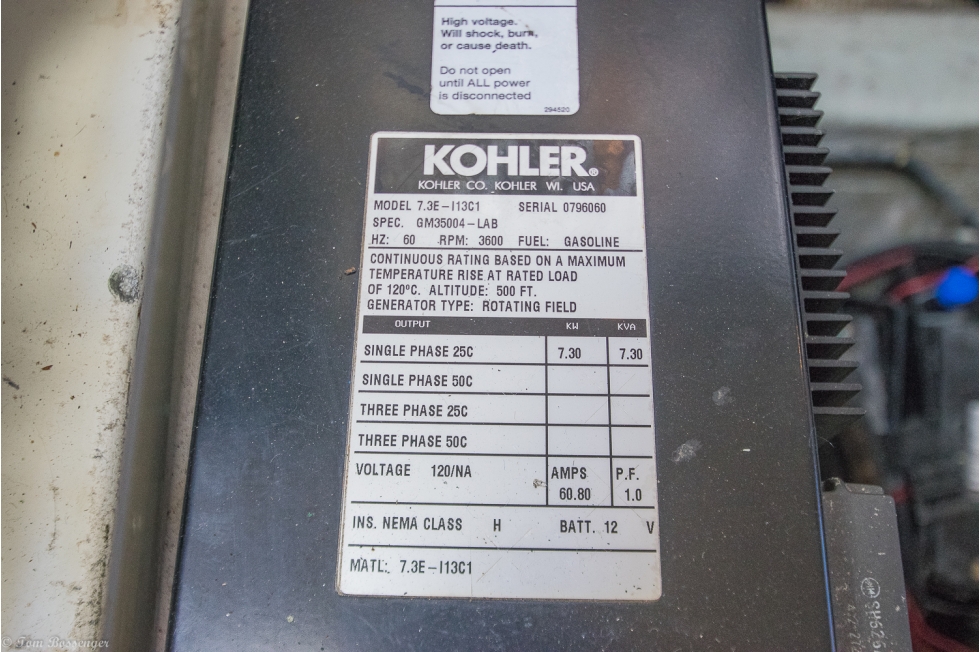 High voltage.
Will shock, burn,
or cause death.
Do not open
until ALL power
is disconnected
294520
KOHLER®
KOHLER CO. KOHLER WI. USA
MODEL 7.3E-I13C1 SERIAL 0796060
SPEC. GM35004-LAB
HZ: 60 RPM: 3600 FUEL: GASOLINE
CONTINUOUS RATING BASED ON A MAXIMUM
TEMPERATURE RISE AT RATED LOAD
OF 120°C. ALTITUDE: 500 FT.
GENERATOR TYPE: ROTATING FIELD
OUTPUT KW KVA
SINGLE PHASE 25C 7.30 7.30
SINGLE PHASE 50C
THREE PHASE 25C
THREE PHASE 50C
VOLTAGE 120/NA AMPS P.F.
60.80 1.0
INS. NEMA CLASS H BATT. 12 V
MATL: 7.3E-I13C1
© Tom Bossenger